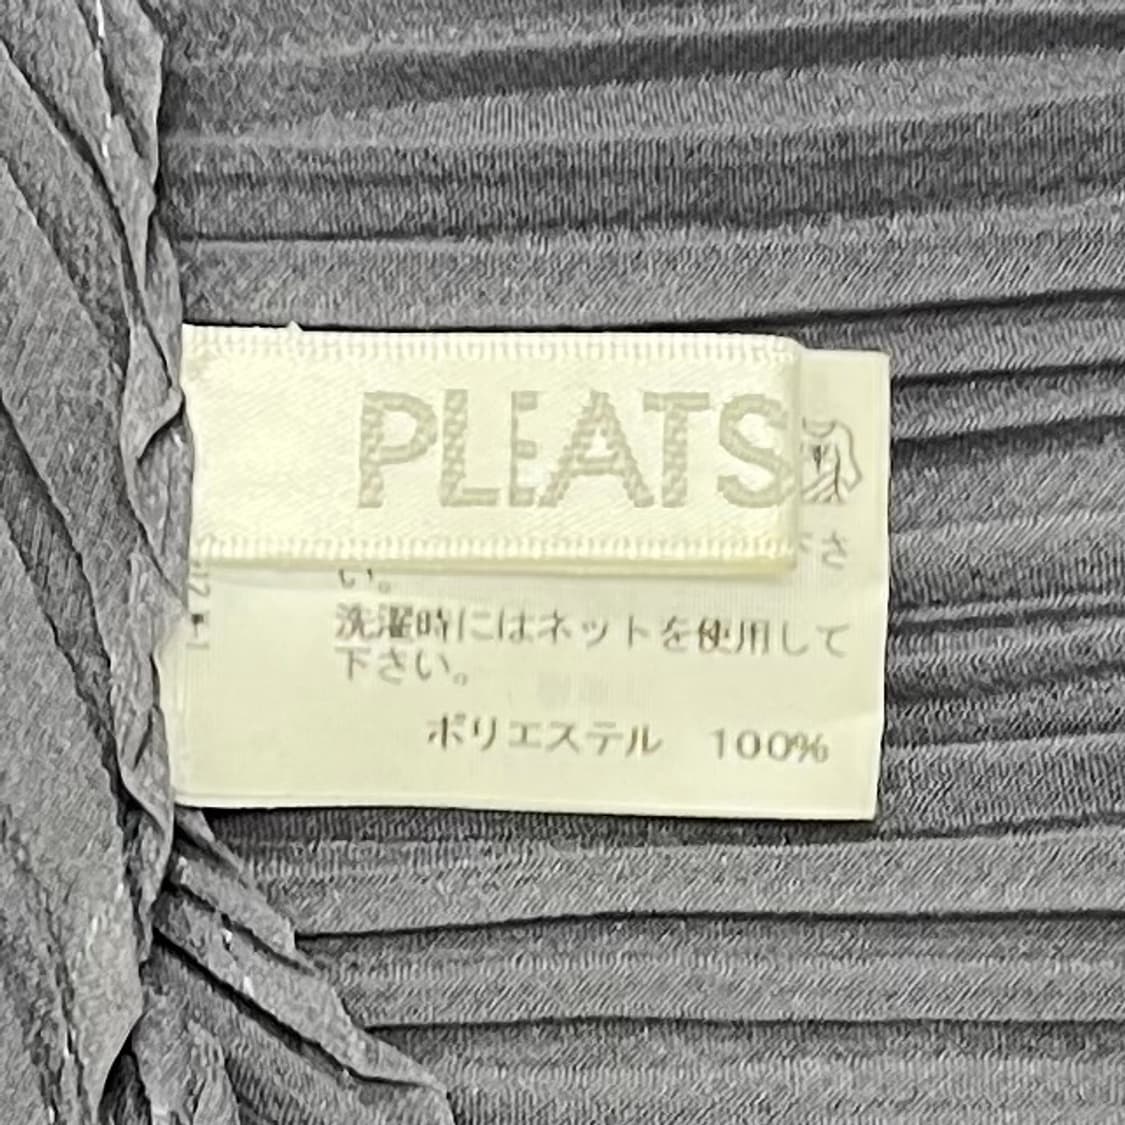 PLEATS
さ
い。
洗濯時にはネットを使用して
下さい。
ポリエステル 100%